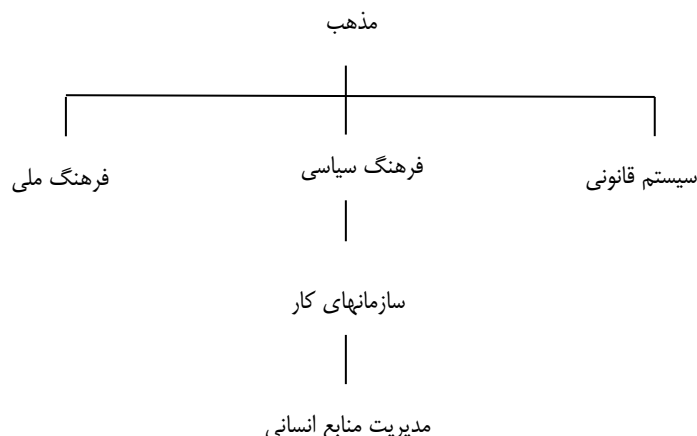 مذهب
سیستم قانونی
فرهنگ سیاسی
فرهنگ ملی
سازمانهای کار
مدیریت منابع انسانی